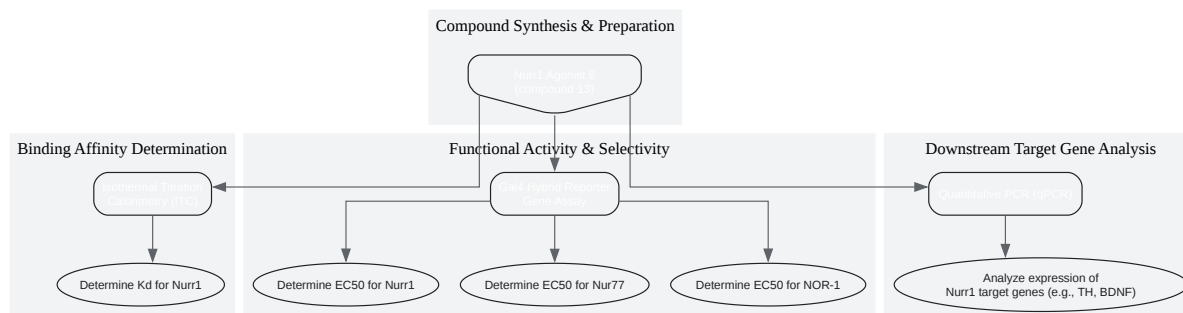 Compound Synthesis & Preparation
Nurr1 Agonist
(compound 13)
Binding Affinity Determination
Functional Activity & Selectivity
Downstream Target Gene Analysis
Isothermal Titration
Calorimetry (ITC)
Gal4 Hybrid Reporter
Gene Assay
Quantitative PCR (qPCR)
Determine Kd for Nurr1
Determine EC50 for Nurr1
Determine EC50 for Nur77
Determine EC50 for NOR-1
Analyze expression of
Nurr1 target genes (e.g., TH, BDNF)